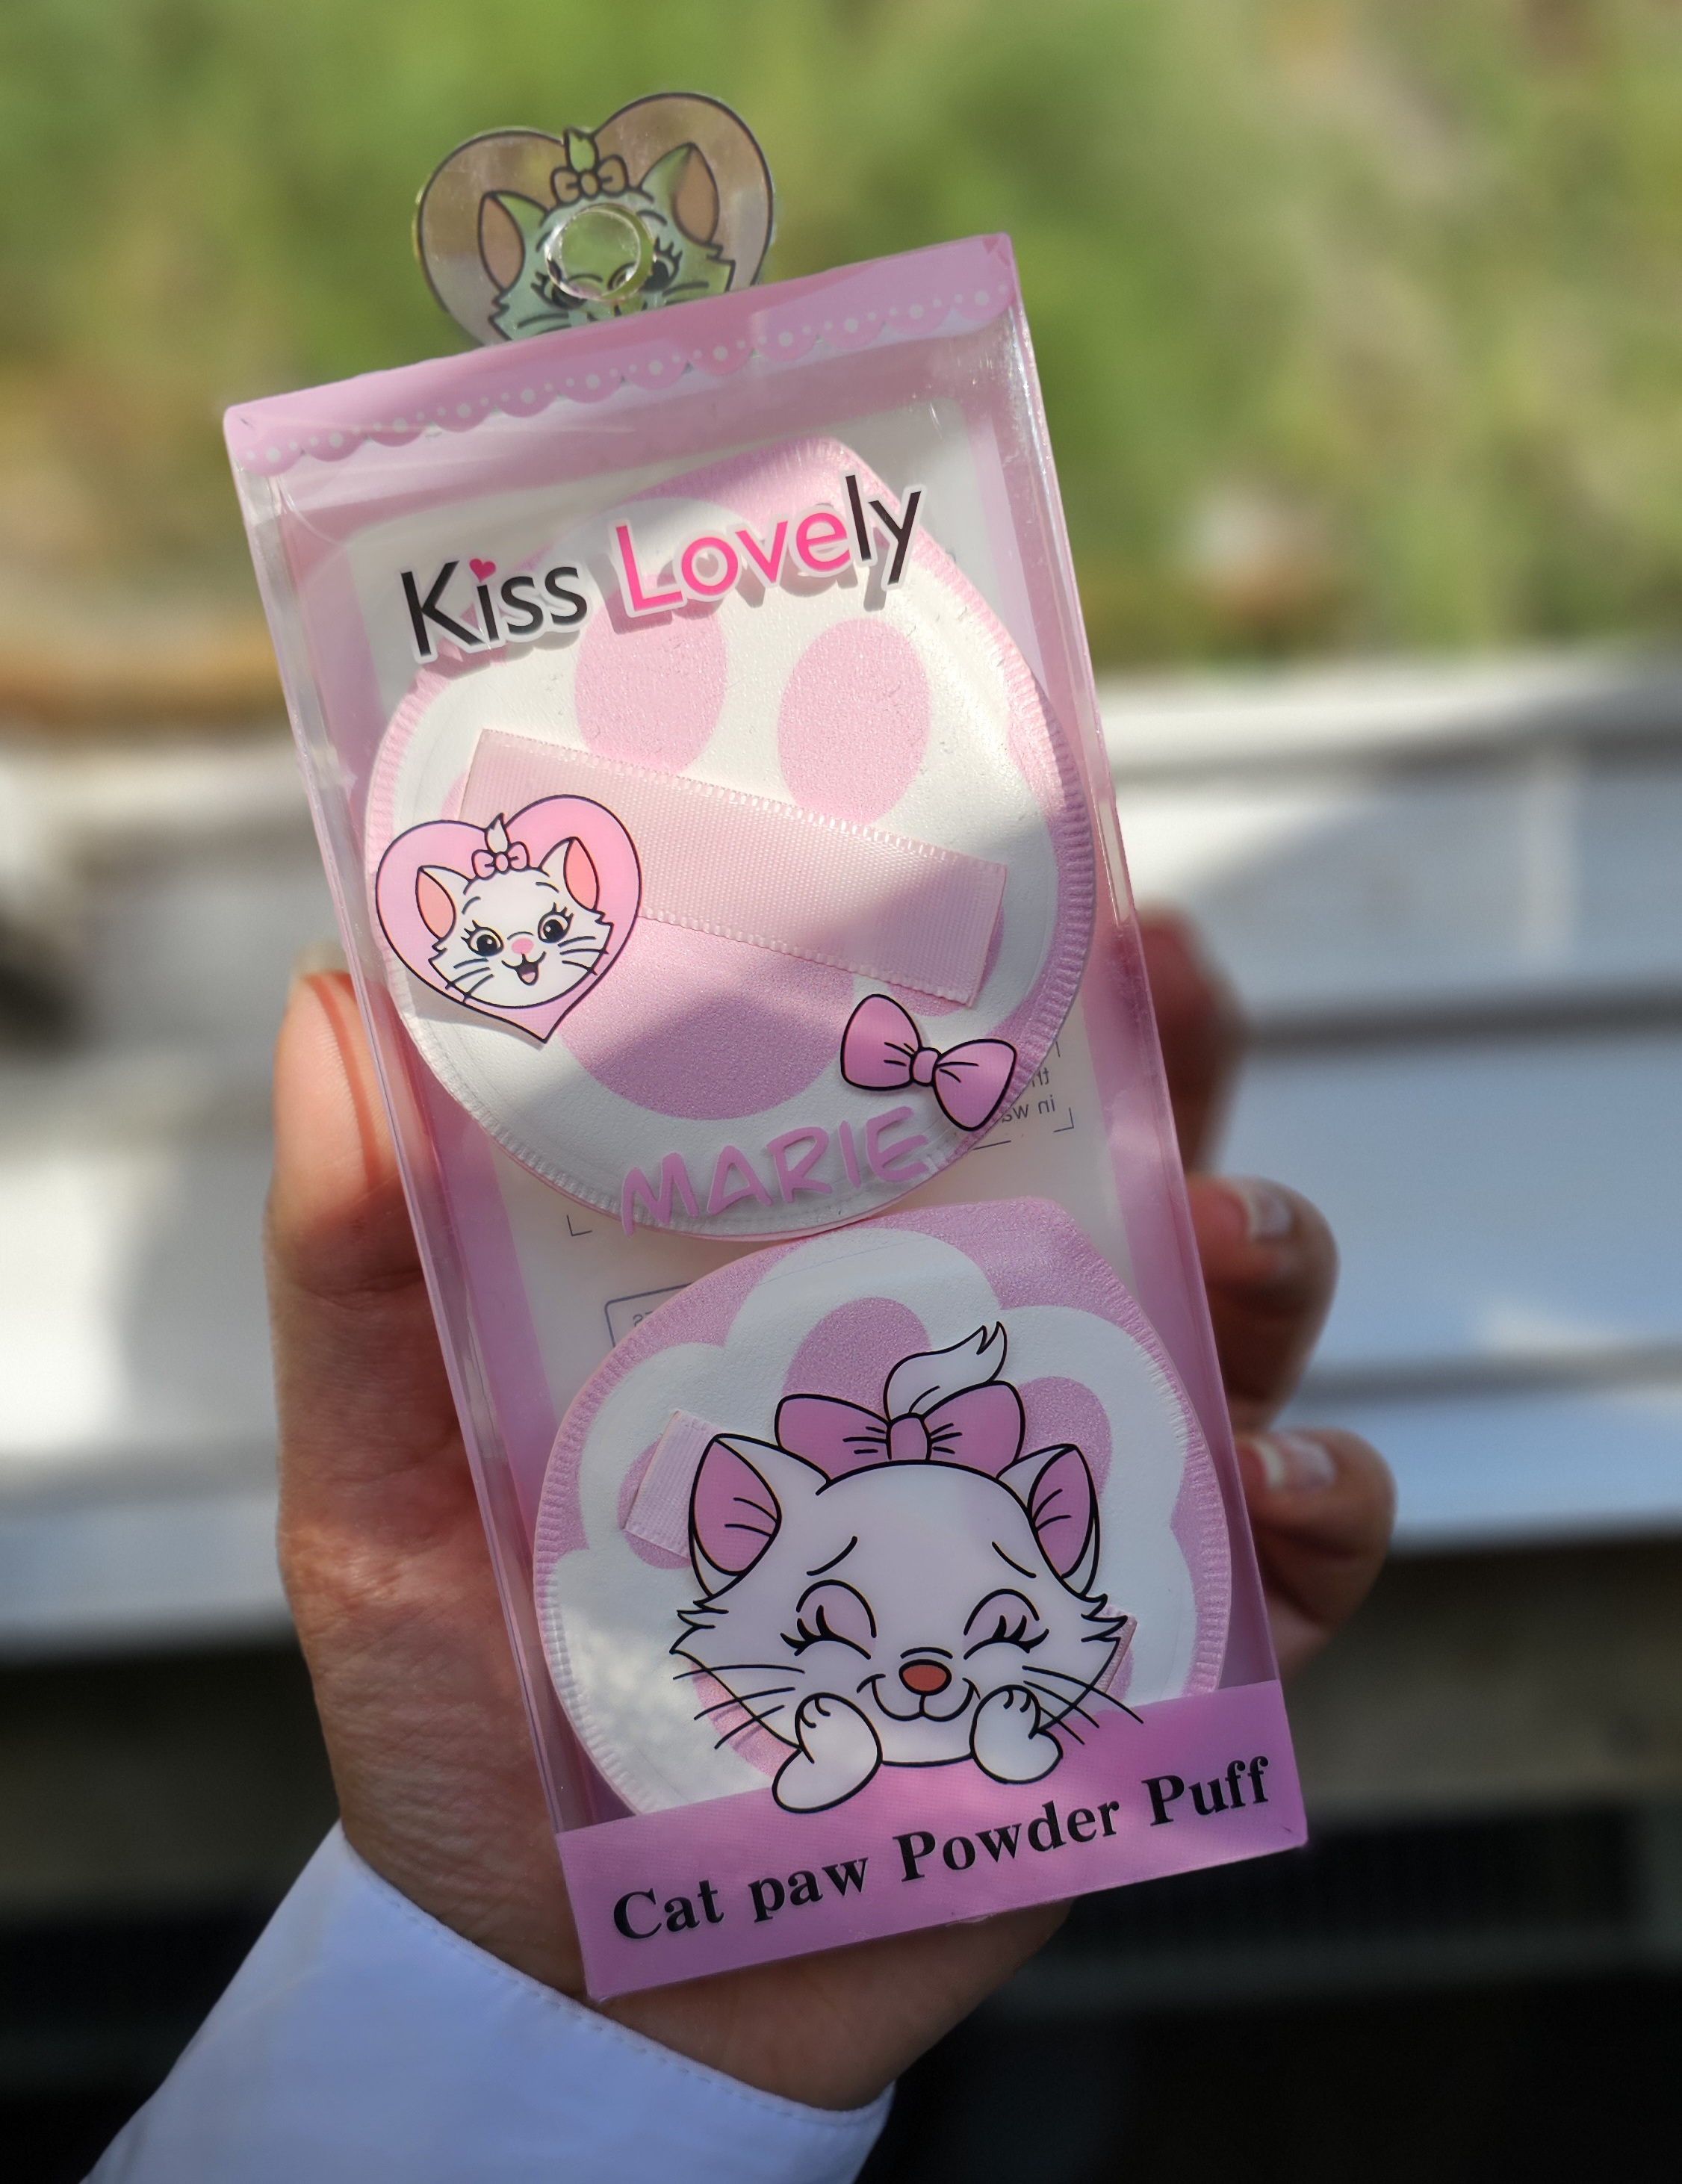 Kiss Lovely
MARIE
Cat paw Powder Puff